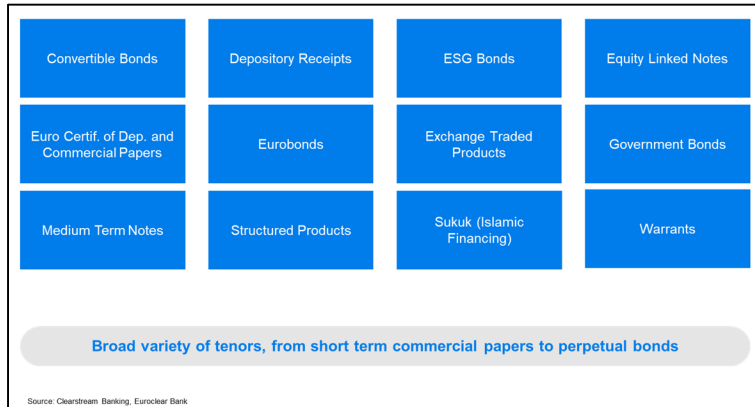 Convertible Bonds
Depository Receipts
ESG Bonds
Equity Linked Notes
Euro Certif. of Dep. and
Commercial Papers
Eurobonds
Exchange Traded
Products
Government Bonds
Medium Term Notes
Structured Products
Sukuk (Islamic
Financing)
Warrants
Broad variety of tenors, from short term commercial papers to perpetual bonds
Source: Clearstream Banking, Euroclear Bank